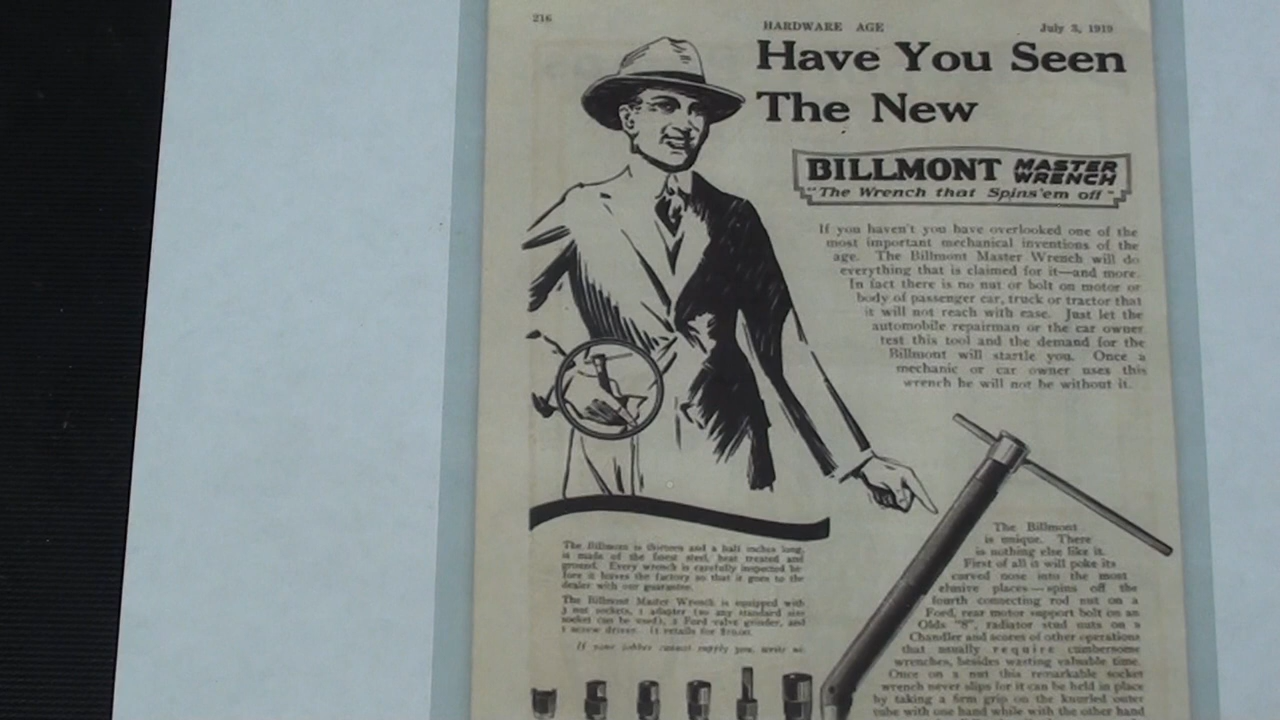 216
HARDWARE AGE
July 3, 1919
Have You Seen
The New
BILLMONT MASTER WRENCH
"The Wrench that Spins 'em off"
If you haven't you have overlooked one of the
most important mechanical inventions of the
age. The Billmont Master Wrench will do
everything that is claimed for it—and more.
In fact there is no nut or bolt on motor or
body of passenger car, truck or tractor that
it will not reach with ease. Just let the
automobile repairman or the car owner
test this tool and the demand for the
Billmont will startle you. Once a
mechanic or car owner uses this
wrench he will not be without it.
The Billmont is thirteen and a half inches long,
is made of the finest steel, heat treated and
ground. Every wrench is carefully inspected be-
fore it leaves the factory so that it goes to the
dealer with our guarantee.
The Billmont Master Wrench is equipped with
3 nut sockets, 1 adapter (so any standard size
socket can be used), 2 Ford valve grinder, and
1 screw driver. It retails for
If your jobber cannot supply you, write us.
The Billmont
is unique. There
is nothing else like it.
First of all it will poke its
curved nose into the most
elusive places—spins off the
fourth connecting rod nut on a
Ford, rear motor support bolt on an
Olds "8", radiator stud nuts on a
Chandler and scores of other operations
that usually require cumbersome
wrenches, besides wasting valuable time.
Once on a nut this remarkable socket
wrench never slips for it can be held in place
by taking a firm grip on the knurled outer
tube with one hand while with the other hand